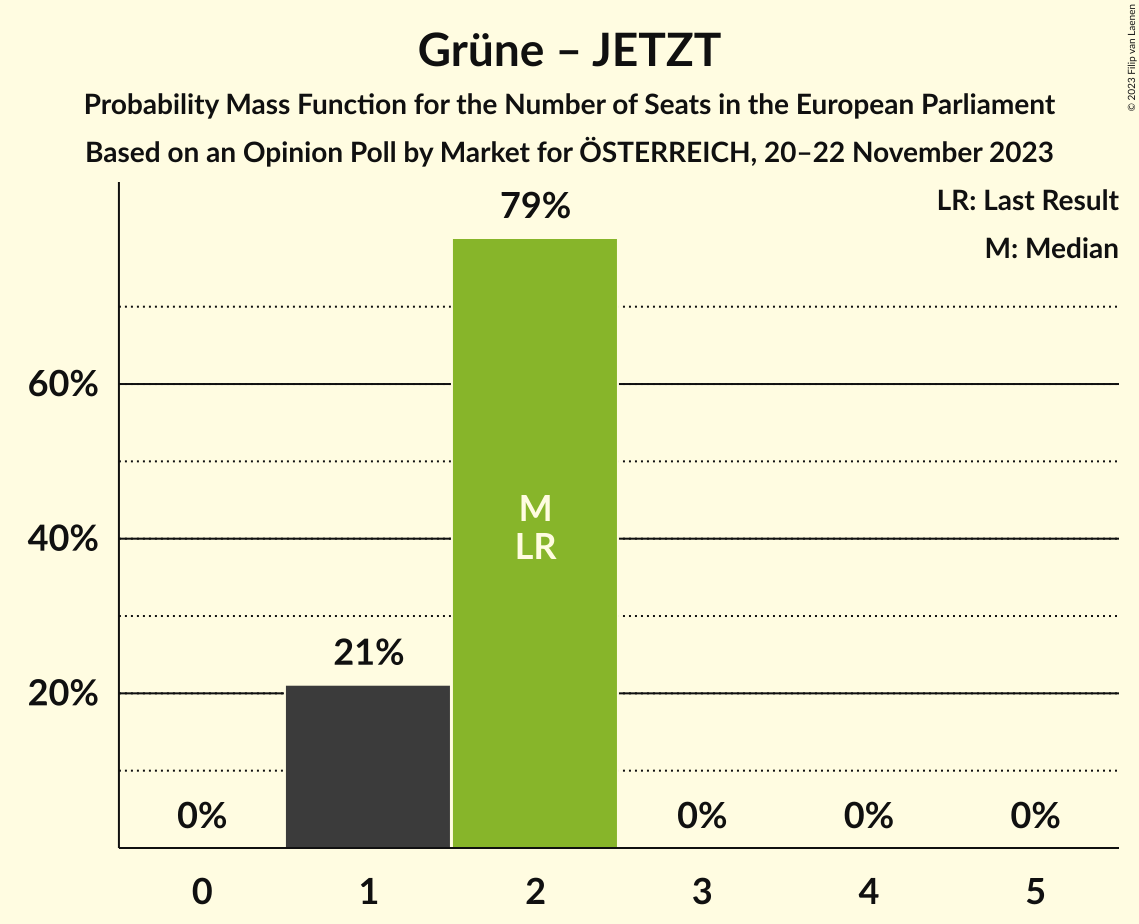 Grüne – JETZT
Probability Mass Function for the Number of Seats in the European Parliament
Based on an Opinion Poll by Market for ÖSTERREICH, 20–22 November 2023
© 2023 Filip van Laenen
LR: Last Result
M: Median
79%
60%
M
40%
LR
21%
20%
0%
0%
0%
0%
0
1
2
3
4
5